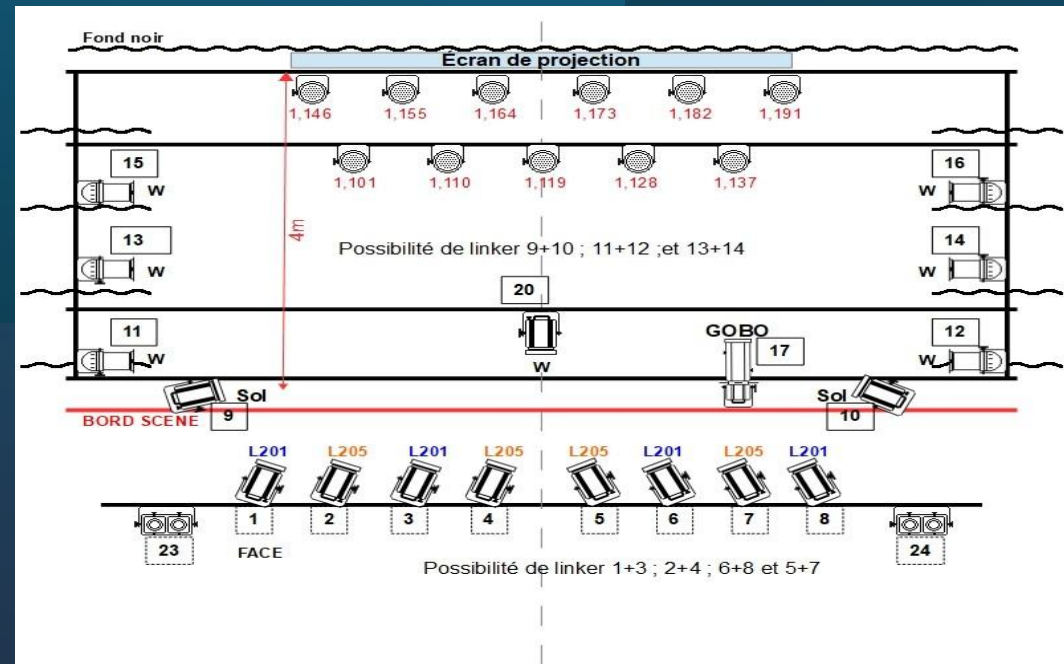 Fond noir
Écran de projection
1,146 1,155 1,164 1,173 1,182 1,191
15 16
W W
1,101 1,110 1,119 1,128 1,137
4m
13 14
W W
Possibilité de linker 9+10 ; 11+12 ;et 13+14
20
11 GOBO 17 12
W W W
Sol Sol
9 10
BORD SCENE
L201 L205 L201 L205 L205 L201 L205 L201
1 2 3 4 5 6 7 8
23 FACE 24
Possibilité de linker 1+3 ; 2+4 ; 6+8 et 5+7